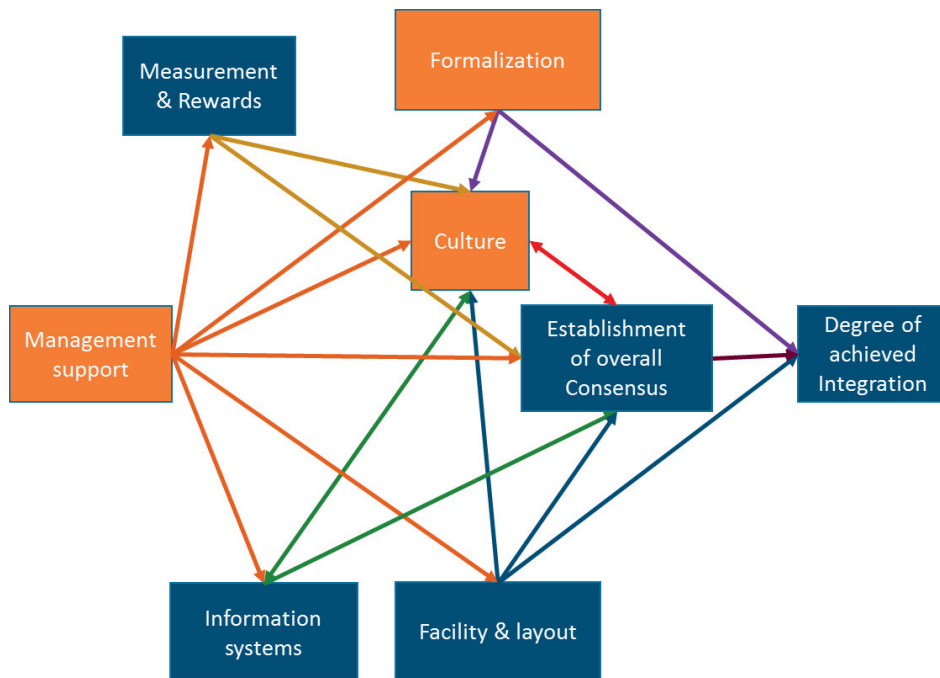 Formalization
Measurement
& Rewards
Culture
Management
support
Establishment
of overall
Consensus
Degree of
achieved
Integration
Information
systems
Facility & layout